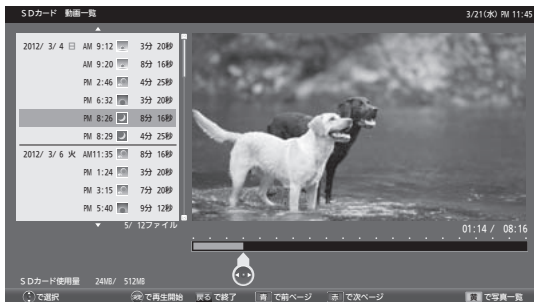 SDカード 動画一覧
3/21(水) PM 11:45
2012/ 3/ 4 日 AM 9:12 3分 20秒
AM 9:20 8分 16秒
PM 2:46 4分 25秒
PM 6:32 3分 20秒
PM 8:26 8分 16秒
PM 8:29 4分 25秒
2012/ 3/ 6 火 AM11:35 8分 16秒
PM 1:24 3分 20秒
PM 3:15 7分 20秒
PM 5:40 9分 12秒
5/ 12ファイル
01:14 / 08:16
SDカード使用量 24MB/ 512MB
で選択 決定 で再生開始 戻る で終了 青 で前ページ 赤 で次ページ 黄 で写真一覧